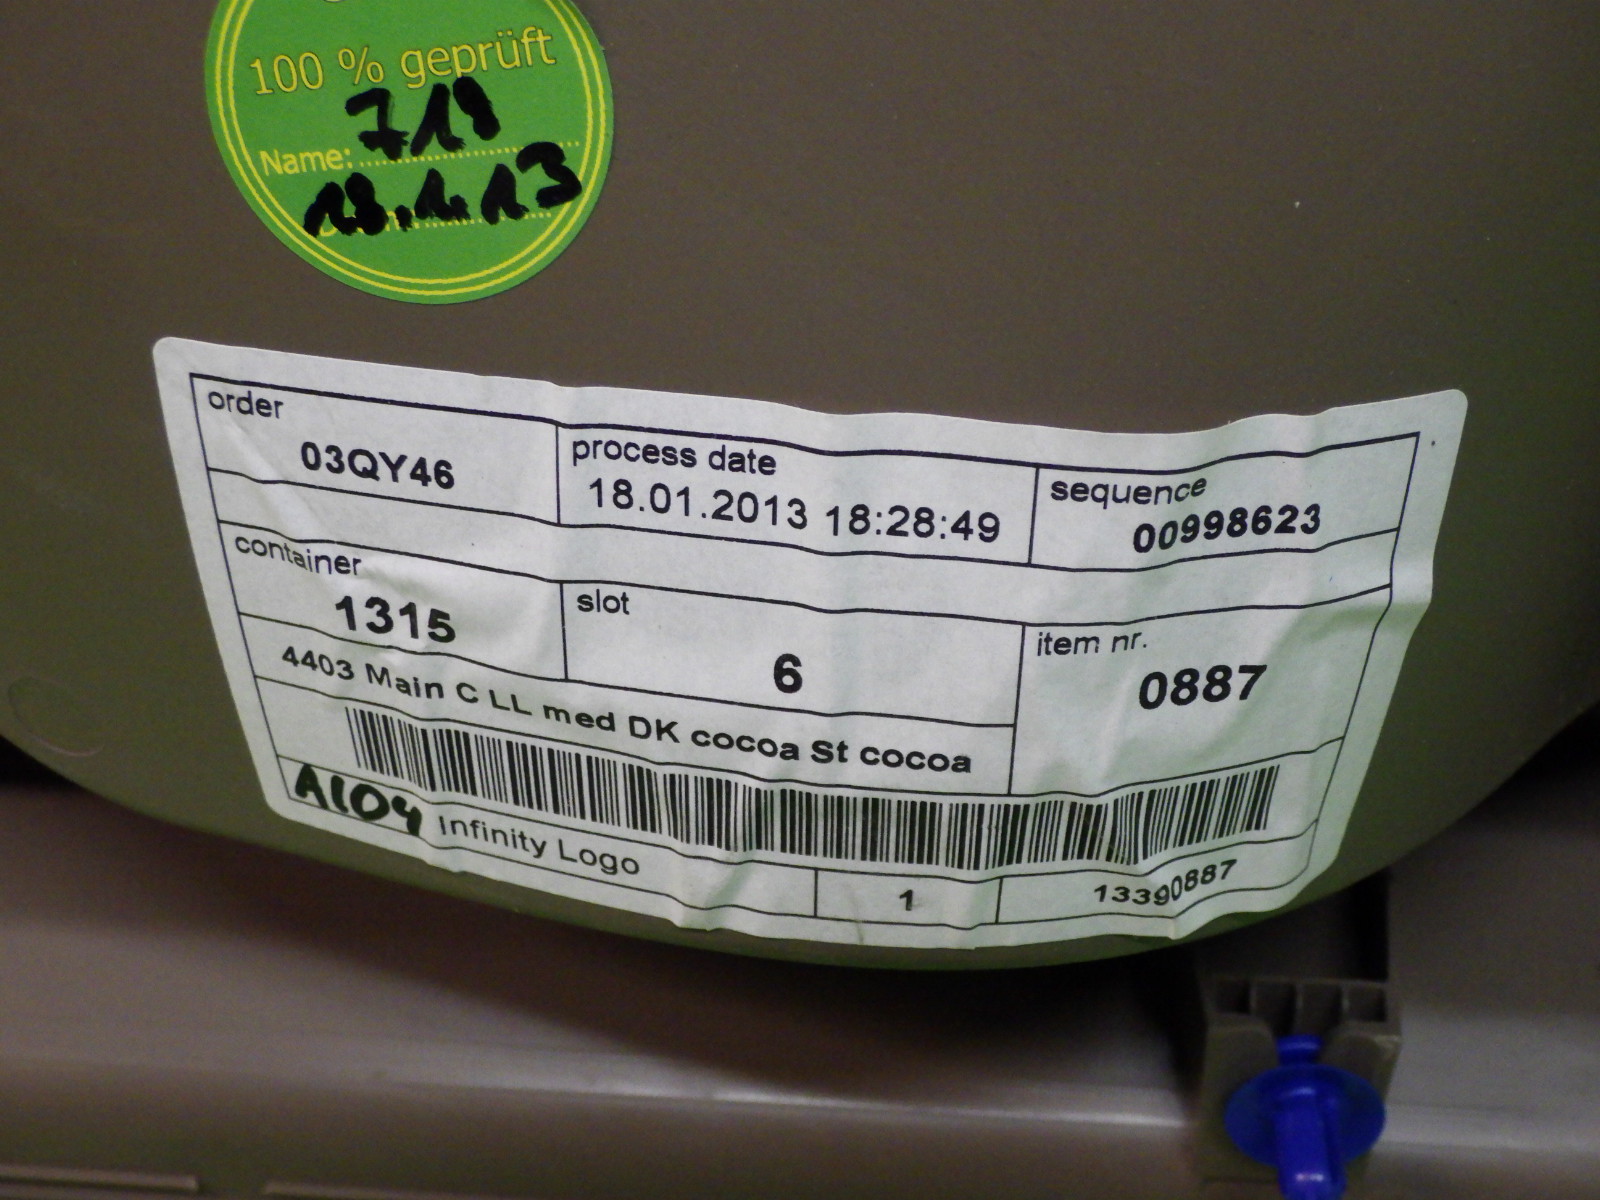 100 % geprüft
Name: 718
18.1.13
order
03QY46
process date
18.01.2013 18:28:49
sequence
00998623
container
1315
slot
6
item nr.
0887
4403 Main C LL med DK cocoa St cocoa
A104
Infinity Logo
1
13390887